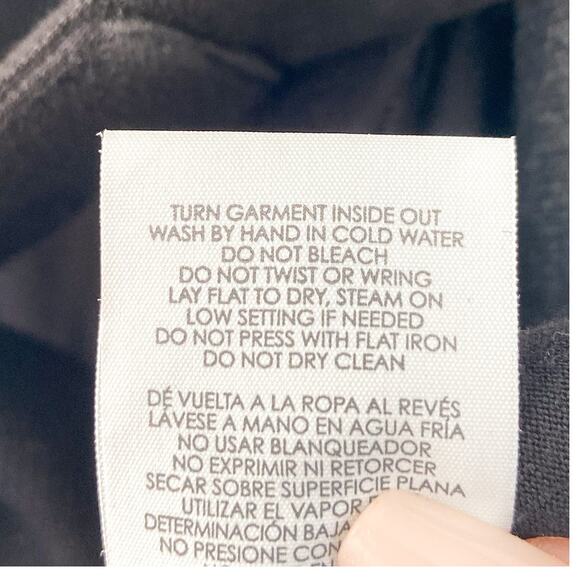 TURN GARMENT INSIDE OUT
WASH BY HAND IN COLD WATER
DO NOT BLEACH
DO NOT TWIST OR WRING
LAY FLAT TO DRY, STEAM ON
LOW SETTING IF NEEDED
DO NOT PRESS WITH FLAT IRON
DO NOT DRY CLEAN
DÉ VUELTA A LA ROPA AL REVÉS
LÁVESE A MANO EN AGUA FRÍA
NO USAR BLANQUEADOR
NO EXPRIMIR NI RETORCER
SECAR SOBRE SUPERFICIE PLANA
UTILIZAR EL VAPOR
DETERMINACIÓN BAJA
NO PRESIONE CON